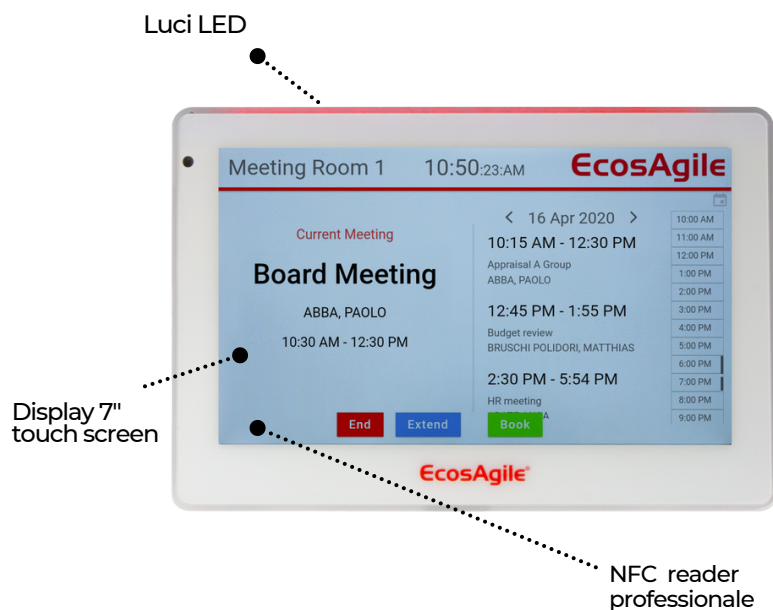 Luci LED
Meeting Room 1 10:50:23:AM EcosAgile
Current Meeting
Board Meeting
ABBA, PAOLO
10:30 AM - 12:30 PM
< 16 Apr 2020 >
10:15 AM - 12:30 PM
Appraisal A Group
ABBA, PAOLO
12:45 PM - 1:55 PM
Budget review
BRUSCHI POLIDORI, MATTHIAS
2:30 PM - 5:54 PM
HR meeting
10:00 AM
11:00 AM
12:00 PM
1:00 PM
2:00 PM
3:00 PM
4:00 PM
5:00 PM
6:00 PM
7:00 PM
8:00 PM
9:00 PM
End Extend Book
EcosAgile®
Display 7"
touch screen
NFC reader
professionale